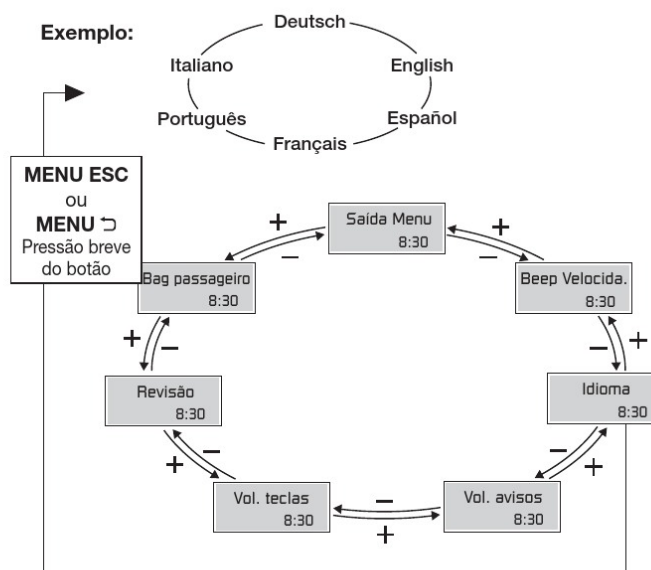 Exemplo:
Deutsch
Italiano
English
Português
Español
Français
MENU ESC
ou
MENU ⮌
Pressão breve
do botão
+
Saída Menu
8:30
+
−
−
Bag passageiro
8:30
Beep Velocida.
8:30
+
−
−
+
Revisão
8:30
Idioma
8:30
+
−
−
+
Vol. teclas
8:30
−
+
Vol. avisos
8:30